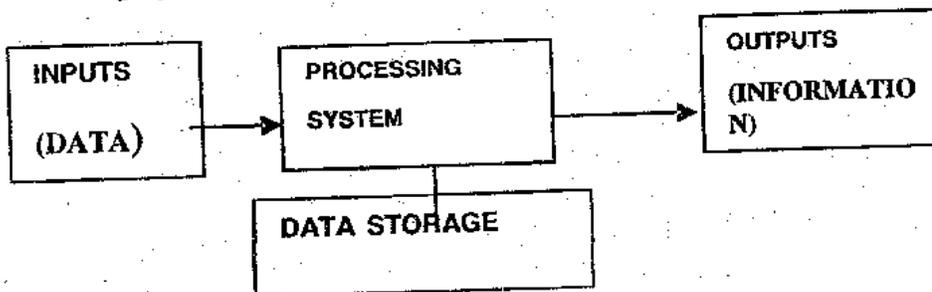 INPUTS
(DATA)
PROCESSING
SYSTEM
OUTPUTS
(INFORMATIO
N)
DATA STORAGE